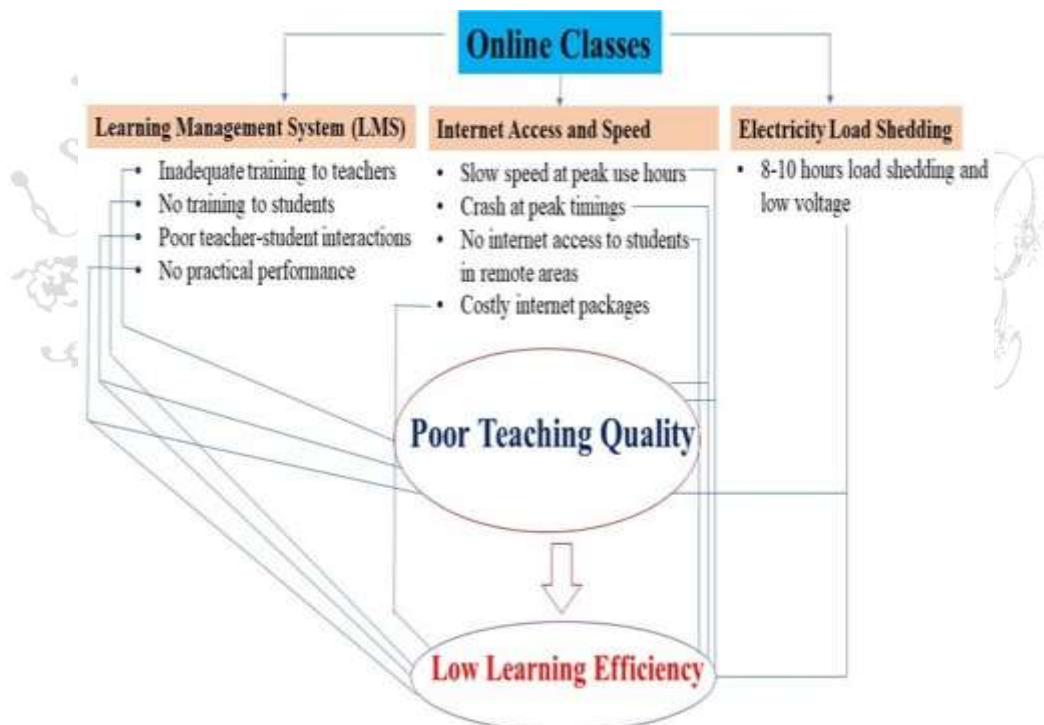 Online Classes
Learning Management System (LMS)
• Inadequate training to teachers
• No training to students
• Poor teacher-student interactions
• No practical performance
Internet Access and Speed
• Slow speed at peak use hours
• Crash at peak timings
• No internet access to students
in remote areas
• Costly internet packages
Electricity Load Shedding
• 8-10 hours load shedding and
low voltage
Poor Teaching Quality
Low Learning Efficiency